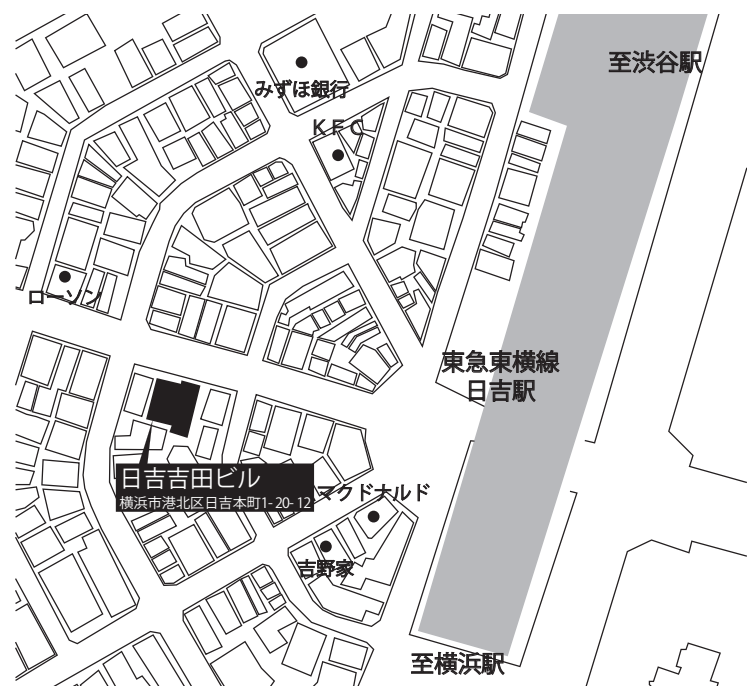 至渋谷駅
みずほ銀行
ＫＦＣ
ローソン
東急東横線
日吉駅
日吉吉田ビル
横浜市港北区日吉本町1-20-12
マクドナルド
吉野家
至横浜駅